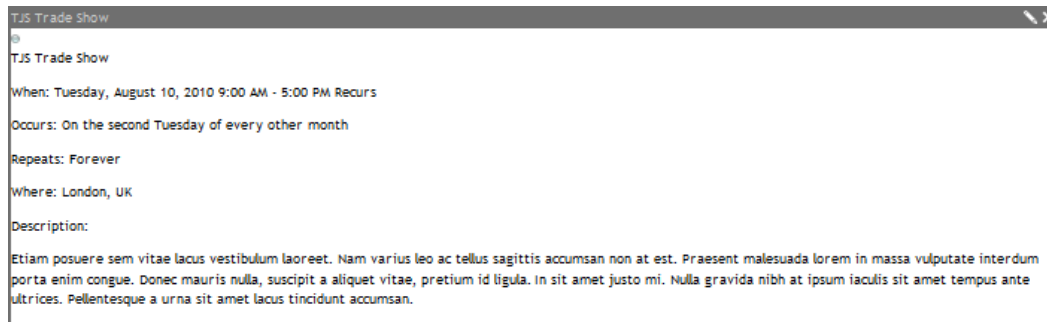 TJS Trade Show
TJS Trade Show
When: Tuesday, August 10, 2010 9:00 AM - 5:00 PM Recurs
Occurs: On the second Tuesday of every other month
Repeats: Forever
Where: London, UK
Description:
Etiam posuere sem vitae lacus vestibulum laoreet. Nam varius leo ac tellus sagittis accumsan non at est. Praesent malesuada lorem in massa vulputate interdum
porta enim congue. Donec mauris nulla, suscipit a aliquet vitae, pretium id ligula. In sit amet justo mi. Nulla gravida nibh at ipsum iaculis sit amet tempus ante
ultrices. Pellentesque a urna sit amet lacus tincidunt accumsan.